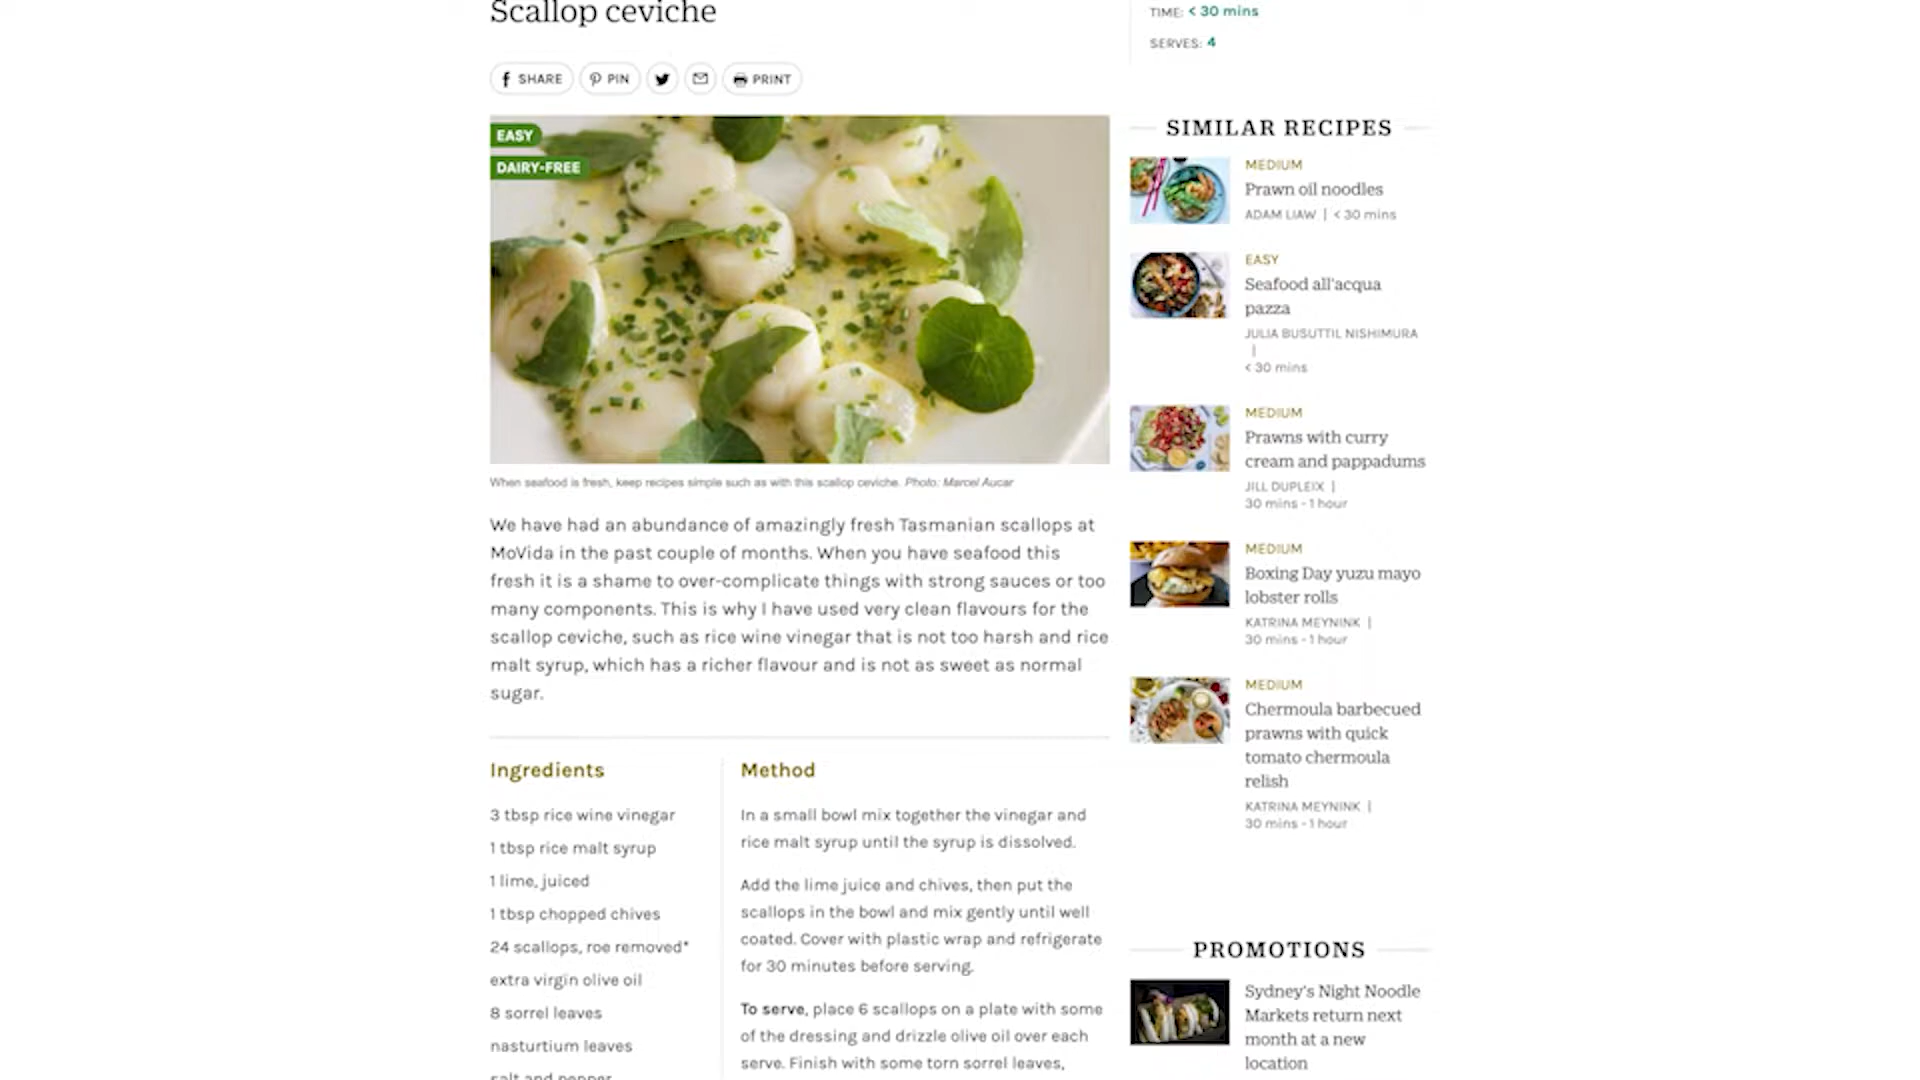 Scallop ceviche
SHARE
PIN
PRINT
EASY
DAIRY-FREE
When seafood is fresh, keep recipes simple such as with this scallop ceviche. Photo: Marcel Aucar
We have had an abundance of amazingly fresh Tasmanian scallops at
MoVida in the past couple of months. When you have seafood this
fresh it is a shame to over-complicate things with strong sauces or too
many components. This is why I have used very clean flavours for the
scallop ceviche, such as rice wine vinegar that is not too harsh and rice
malt syrup, which has a richer flavour and is not as sweet as normal
sugar.
Ingredients
3 tbsp rice wine vinegar
1 tbsp rice malt syrup
1 lime, juiced
1 tbsp chopped chives
24 scallops, roe removed*
extra virgin olive oil
8 sorrel leaves
nasturtium leaves
salt and pepper
Method
In a small bowl mix together the vinegar and
rice malt syrup until the syrup is dissolved.
Add the lime juice and chives, then put the
scallops in the bowl and mix gently until well
coated. Cover with plastic wrap and refrigerate
for 30 minutes before serving.
To serve, place 6 scallops on a plate with some
of the dressing and drizzle olive oil over each
serve. Finish with some torn sorrel leaves,
TIME: < 30 mins
SERVES: 4
SIMILAR RECIPES
MEDIUM
Prawn oil noodles
ADAM LIAW | < 30 mins
EASY
Seafood all'acqua
pazza
JULIA BUSUTTIL NISHIMURA
|
< 30 mins
MEDIUM
Prawns with curry
cream and pappadums
JILL DUPLEIX |
30 mins - 1 hour
MEDIUM
Boxing Day yuzu mayo
lobster rolls
KATRINA MEYNINK |
30 mins - 1 hour
MEDIUM
Chermoula barbecued
prawns with quick
tomato chermoula
relish
KATRINA MEYNINK |
30 mins - 1 hour
PROMOTIONS
Sydney's Night Noodle
Markets return next
month at a new
location